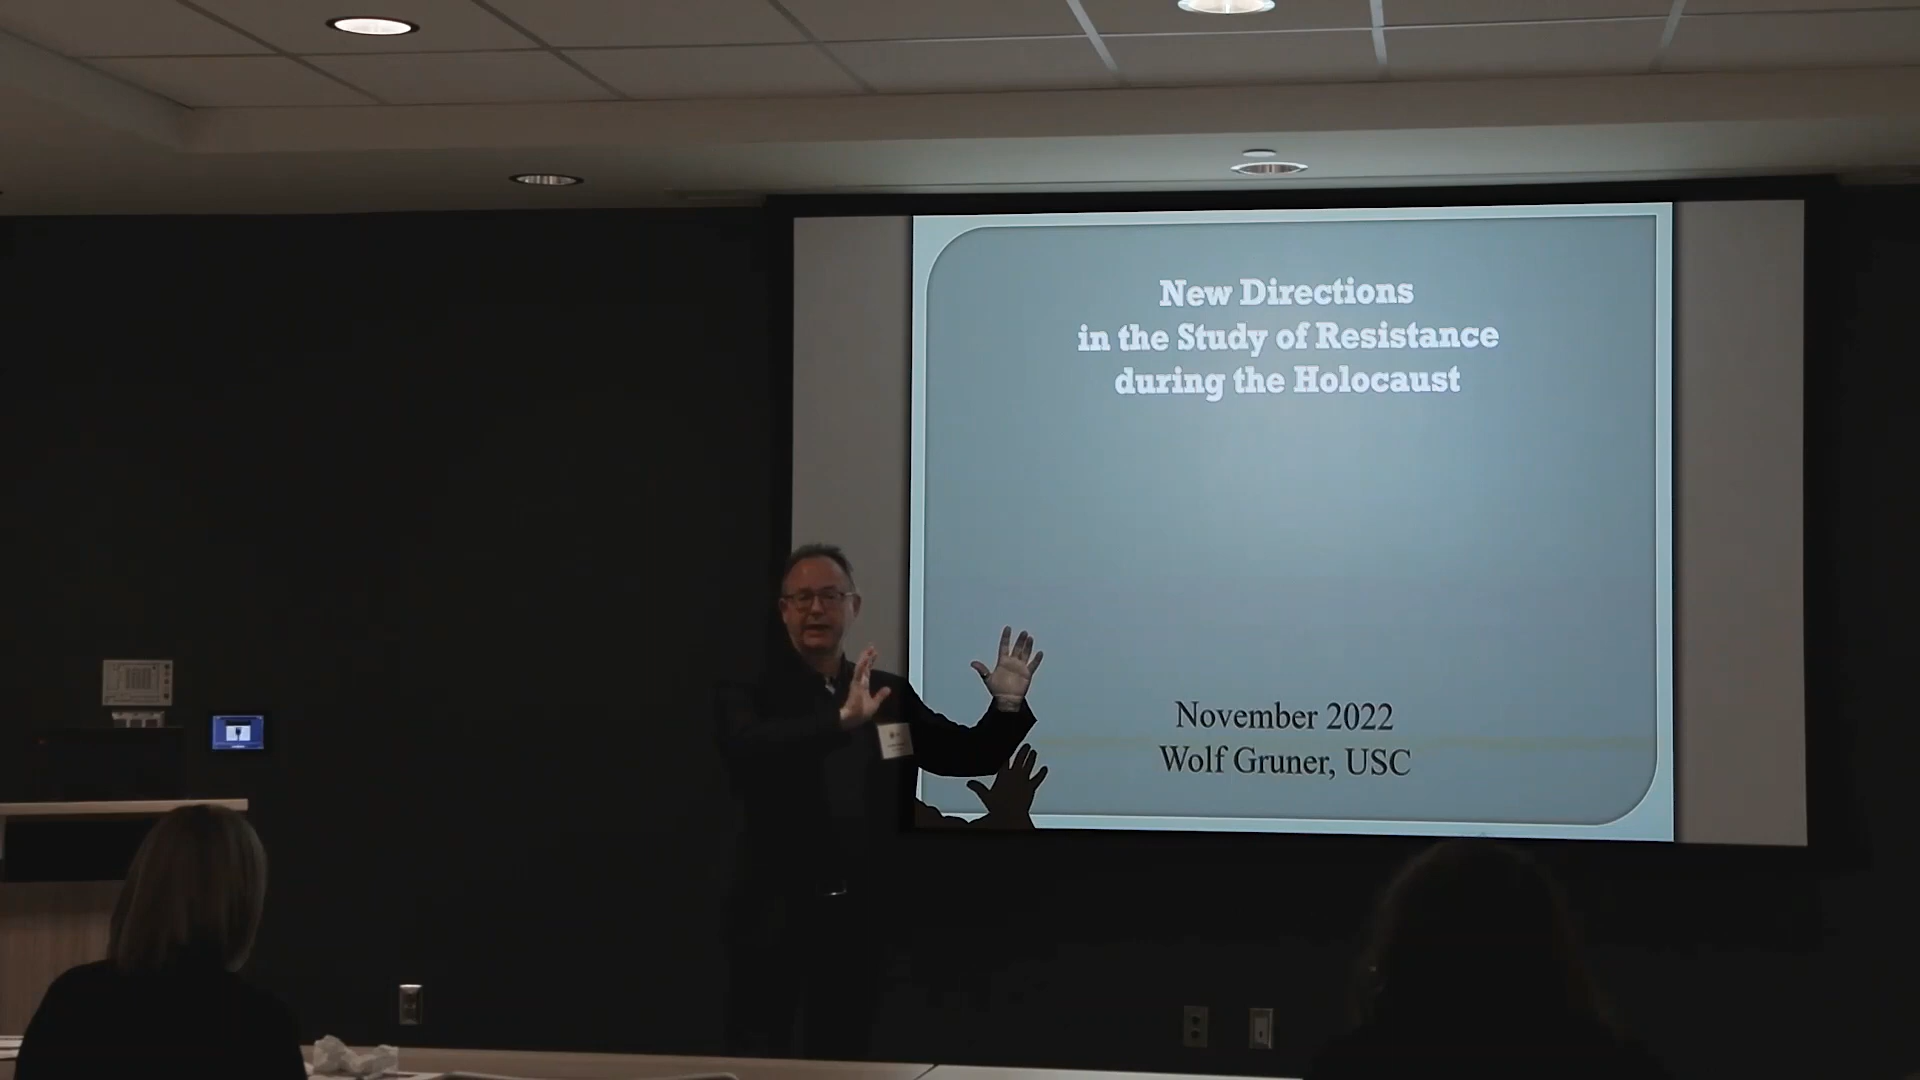 New Directions
in the Study of Resistance
during the Holocaust
November 2022
Wolf Gruner, USC